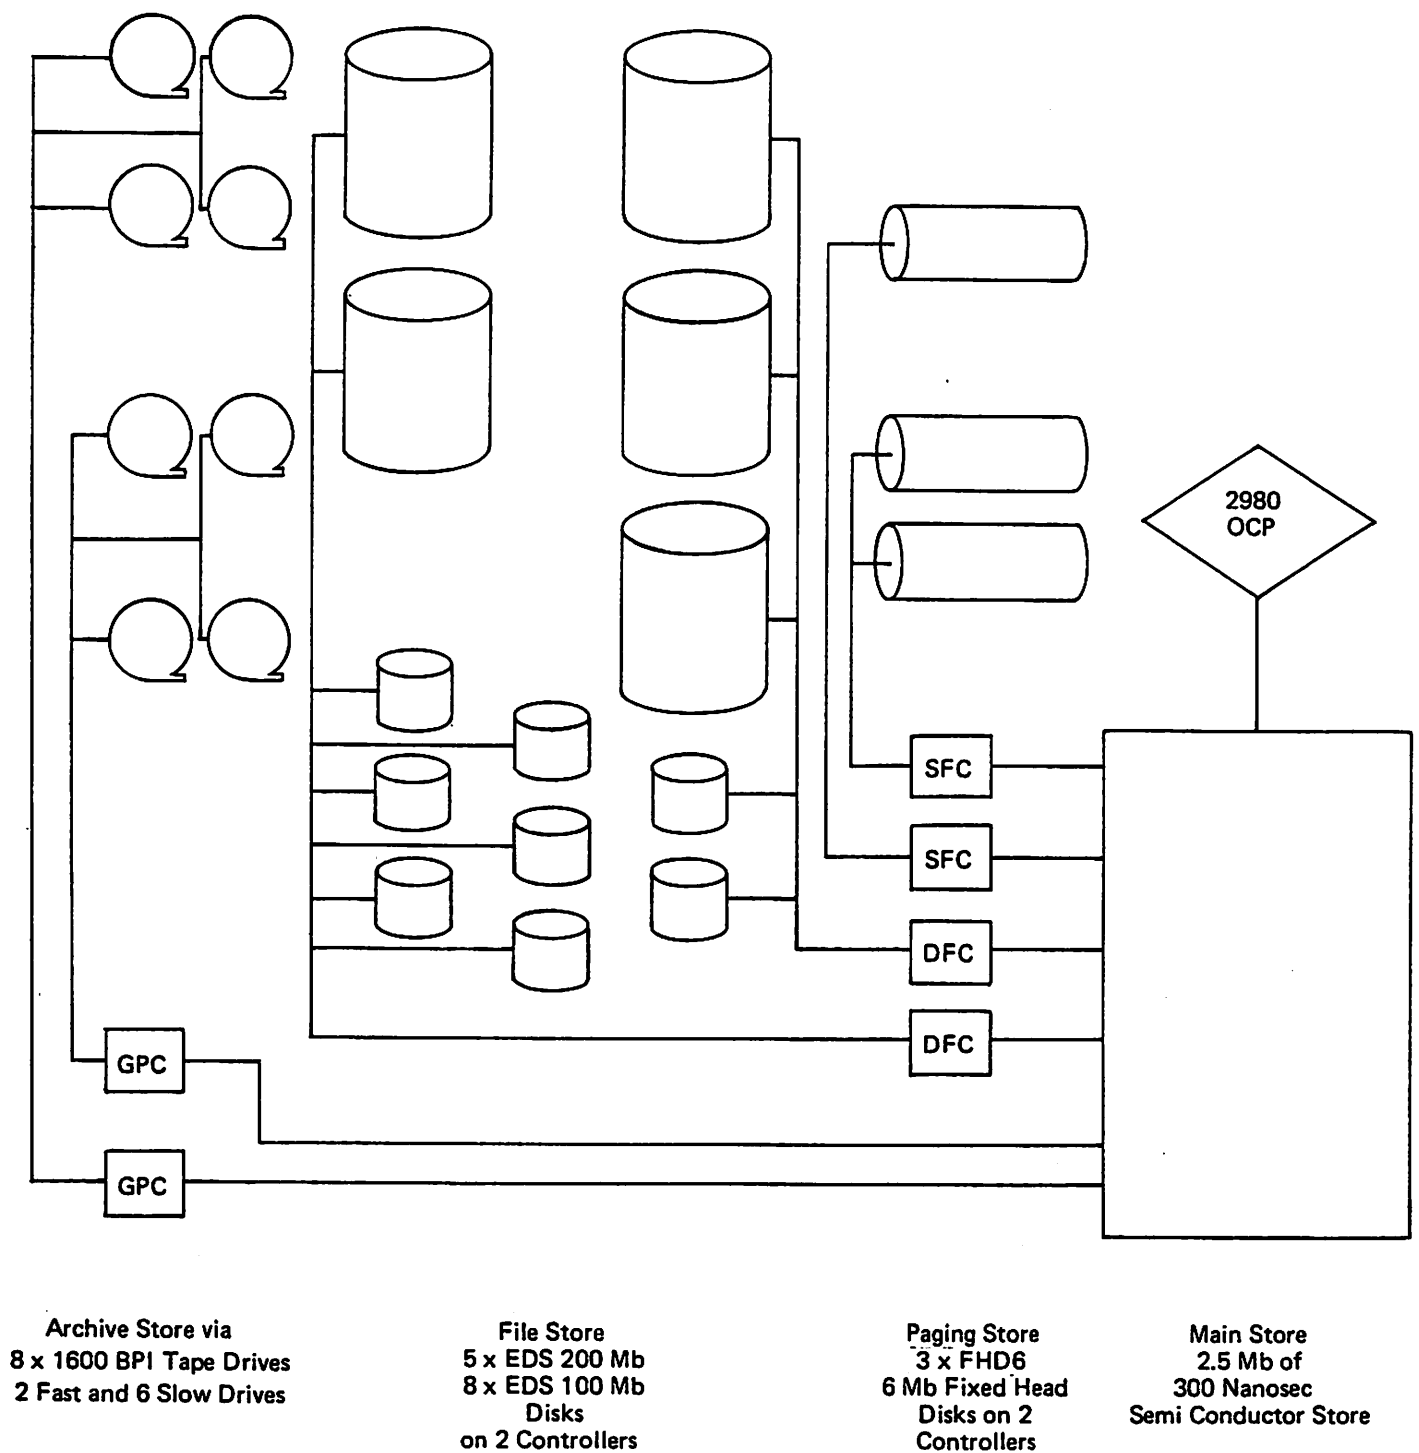 2980
OCP
SFC
SFC
DFC
DFC
GPC
GPC
Archive Store via
8 x 1600 BPI Tape Drives
2 Fast and 6 Slow Drives
File Store
5 x EDS 200 Mb
8 x EDS 100 Mb
Disks
on 2 Controllers
Paging Store
3 x FHD6
6 Mb Fixed Head
Disks on 2
Controllers
Main Store
2.5 Mb of
300 Nanosec
Semi Conductor Store